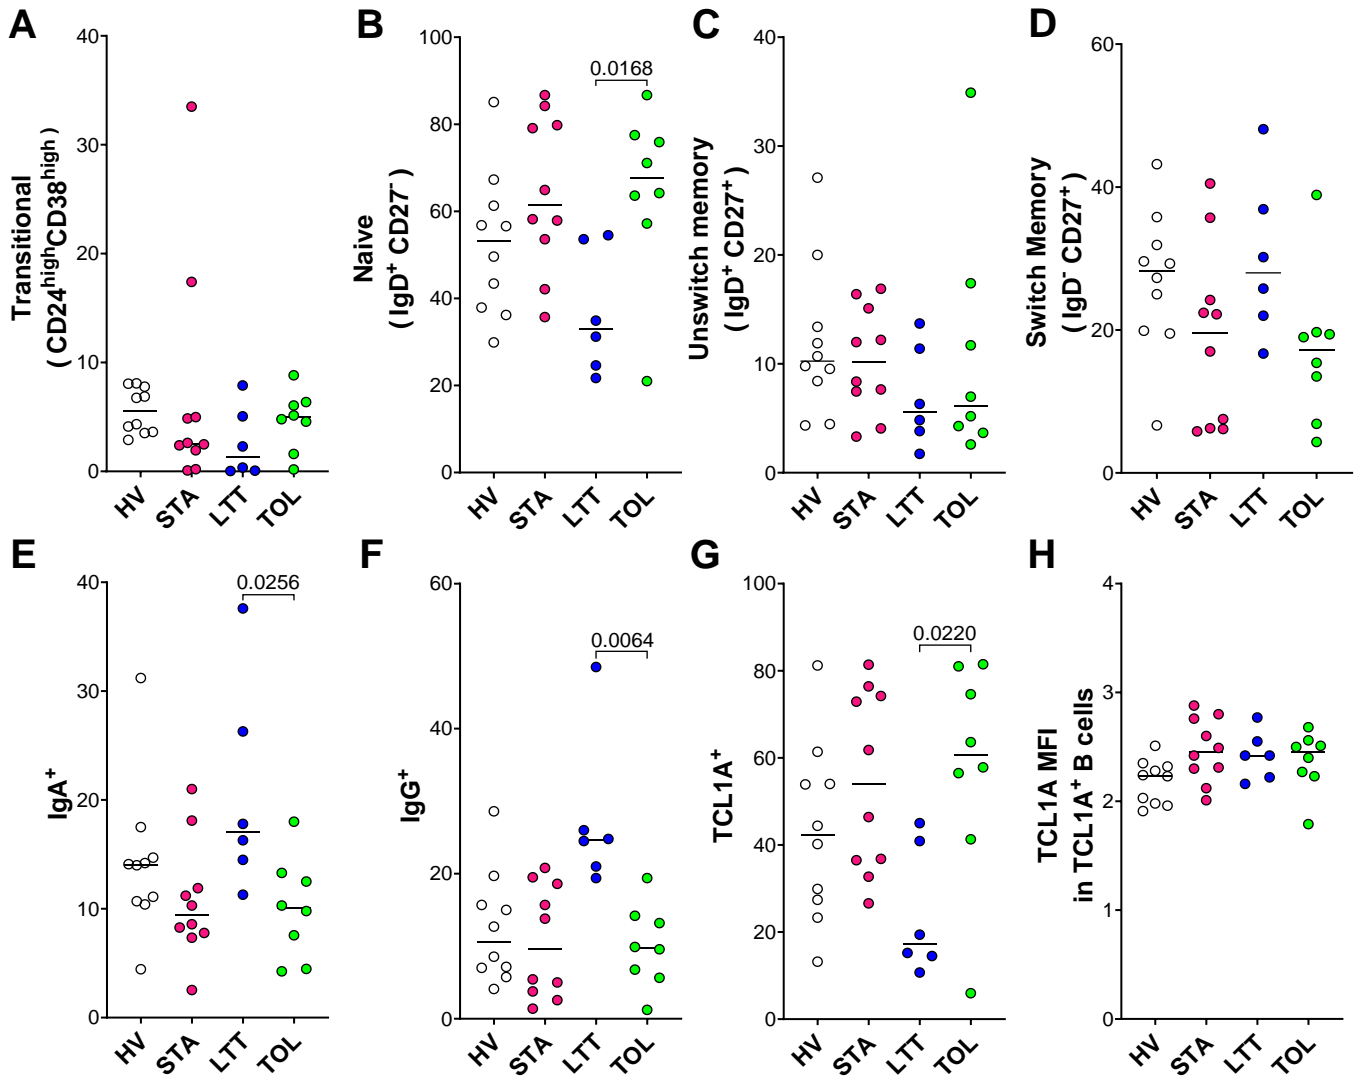 A
Transitional
( CD24highCD38high )
40
30
20
10
0
HV
STA
LTT
TOL
B
Naive
( IgD+ CD27- )
100
80
60
40
20
0
0.0168
HV
STA
LTT
TOL
C
Unswitch memory
( IgD+ CD27+ )
40
30
20
10
0
HV
STA
LTT
TOL
D
Switch Memory
( IgD- CD27+ )
60
40
20
0
HV
STA
LTT
TOL
E
IgA+
40
30
20
10
0
0.0256
HV
STA
LTT
TOL
F
IgG+
60
40
20
0
0.0064
HV
STA
LTT
TOL
G
TCL1A+
100
80
60
40
20
0
0.0220
HV
STA
LTT
TOL
H
TCL1A MFI
in TCL1A+ B cells
4
3
2
1
0
HV
STA
LTT
TOL